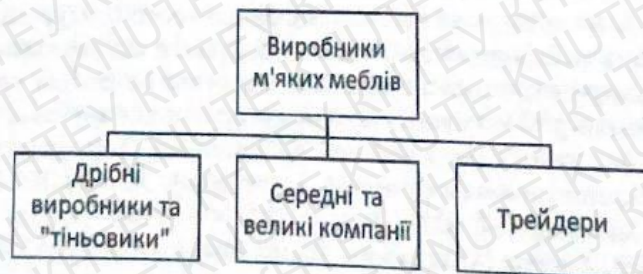 Виробники
м'яких меблів
Дрібні
виробники та
"тіньовики"
Середні та
великі компанії
Трейдери